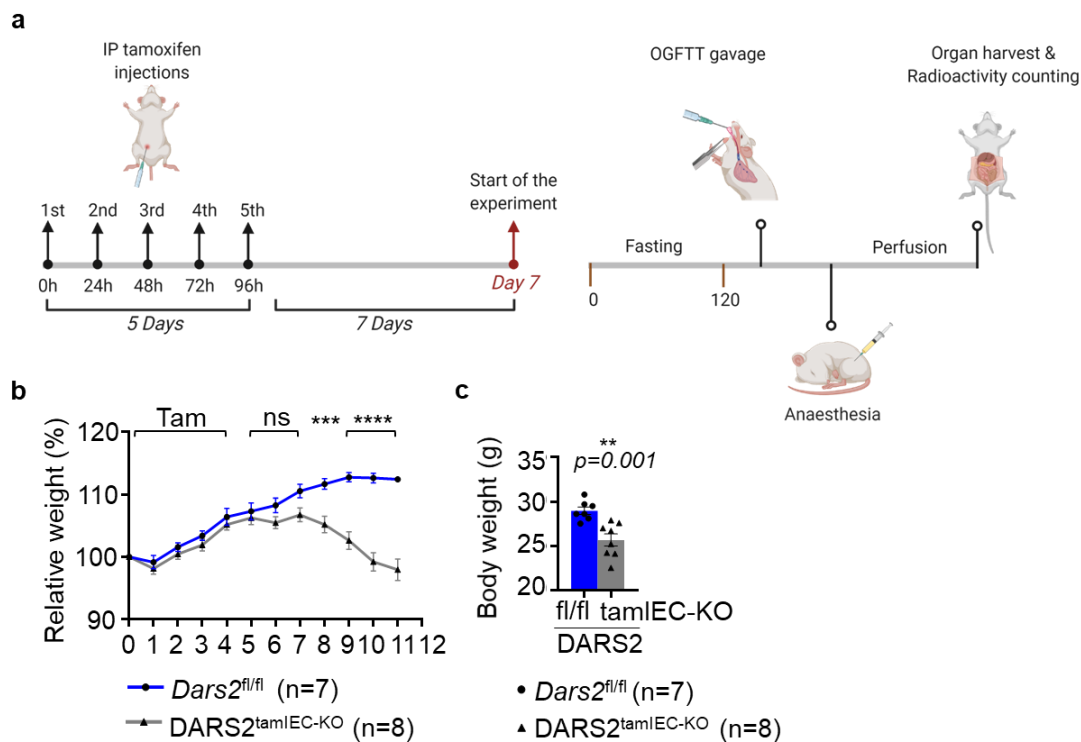 a
IP tamoxifen
injections
1st 2nd 3rd 4th 5th
0h 24h 48h 72h 96h
5 Days
7 Days
Start of the
experiment
Day 7
OGFTT gavage
Organ harvest &
Radioactivity counting
Fasting
Perfusion
0
120
Anaesthesia
b
Tam ns *** ****
Relative weight (%)
120
110
100
90
0 1 2 3 4 5 6 7 8 9 10 11 12
Dars2fl/fl (n=7)
DARS2tamIEC-KO (n=8)
c
**
p=0.001
Body weight (g)
35
30
25
20
fl/fl tamIEC-KO
DARS2
Dars2fl/fl (n=7)
DARS2tamIEC-KO (n=8)